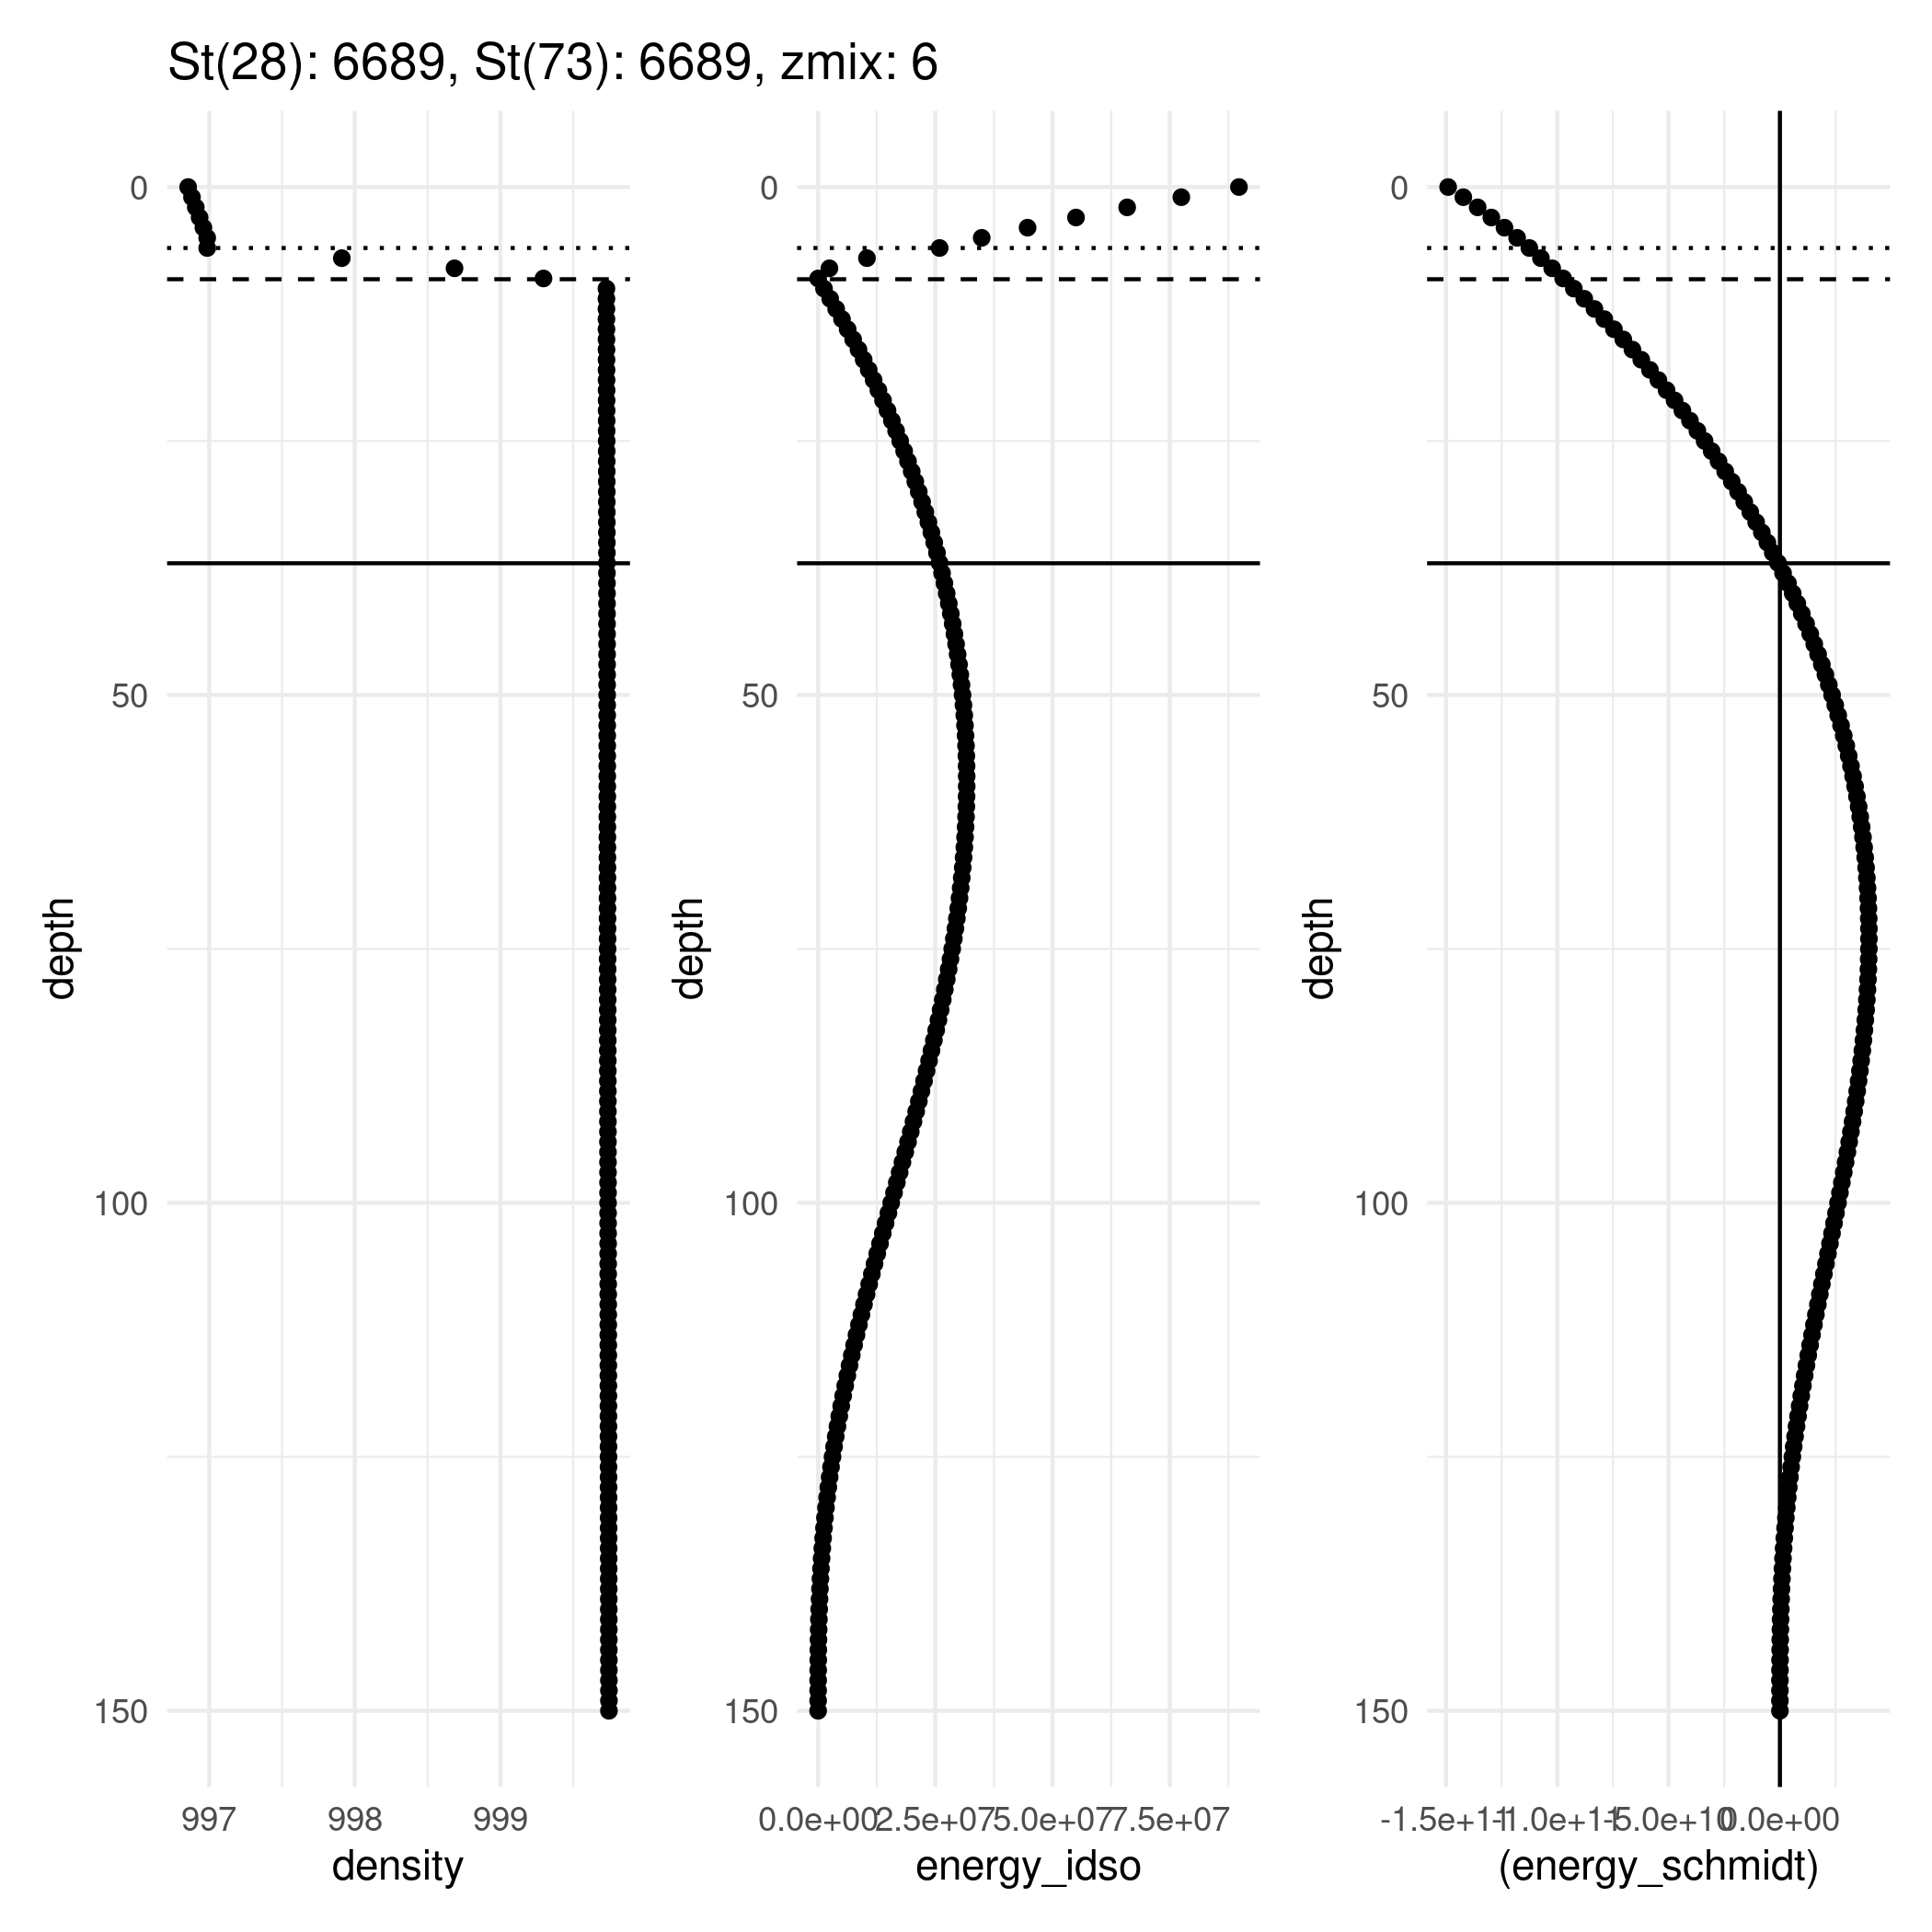 St(28): 6689, St(73): 6689, zmix: 6
0
50
100
150
depth
997
998
999
density
0
50
100
150
depth
0.0e+00
2.5e+07
5.0e+07
7.5e+07
energy_idso
0
50
100
150
depth
-1.5e+11
-1.0e+11
-5.0e+10
0.0e+00
(energy_schmidt)